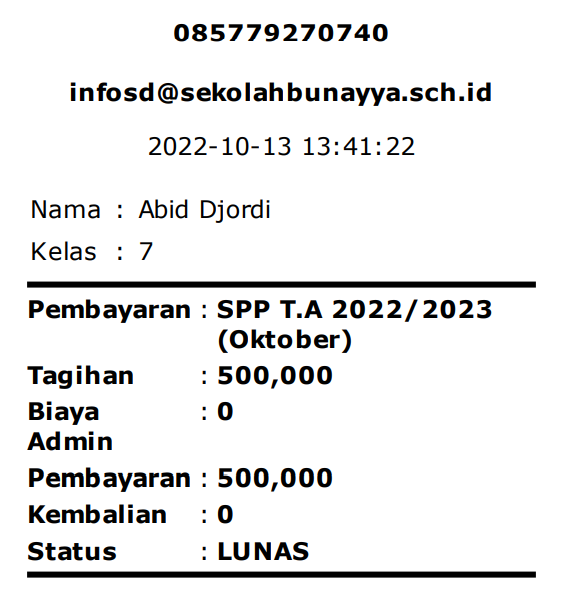 085779270740
infosd@sekolahbunayya.sch.id
2022-10-13 13:41:22
Nama : Abid Djordi
Kelas : 7
Pembayaran : SPP T.A 2022/2023
(Oktober)
Tagihan : 500,000
Biaya : 0
Admin
Pembayaran : 500,000
Kembalian : 0
Status : LUNAS